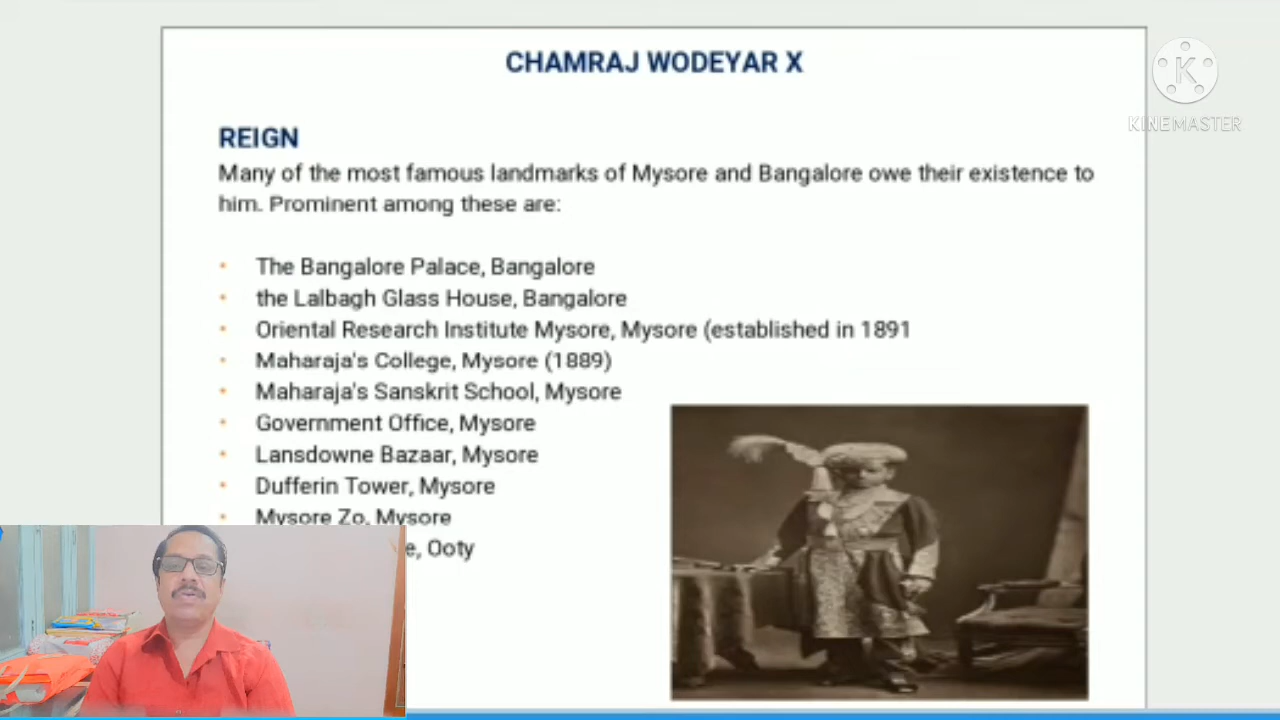 CHAMRAJ WODEYAR X
KINEMASTER
REIGN
Many of the most famous landmarks of Mysore and Bangalore owe their existence to
him. Prominent among these are:
• The Bangalore Palace, Bangalore
• the Lalbagh Glass House, Bangalore
• Oriental Research Institute Mysore, Mysore (established in 1891
• Maharaja's College, Mysore (1889)
• Maharaja's Sanskrit School, Mysore
• Government Office, Mysore
• Lansdowne Bazaar, Mysore
• Dufferin Tower, Mysore
Mysore Zo, Mysore
e, Ooty